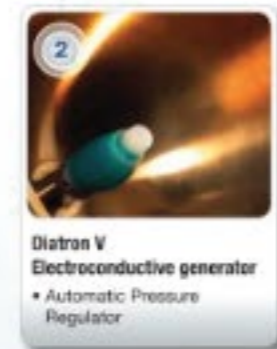 2
Diatron V
Electroconductive generator
• Automatic Pressure
Regulator